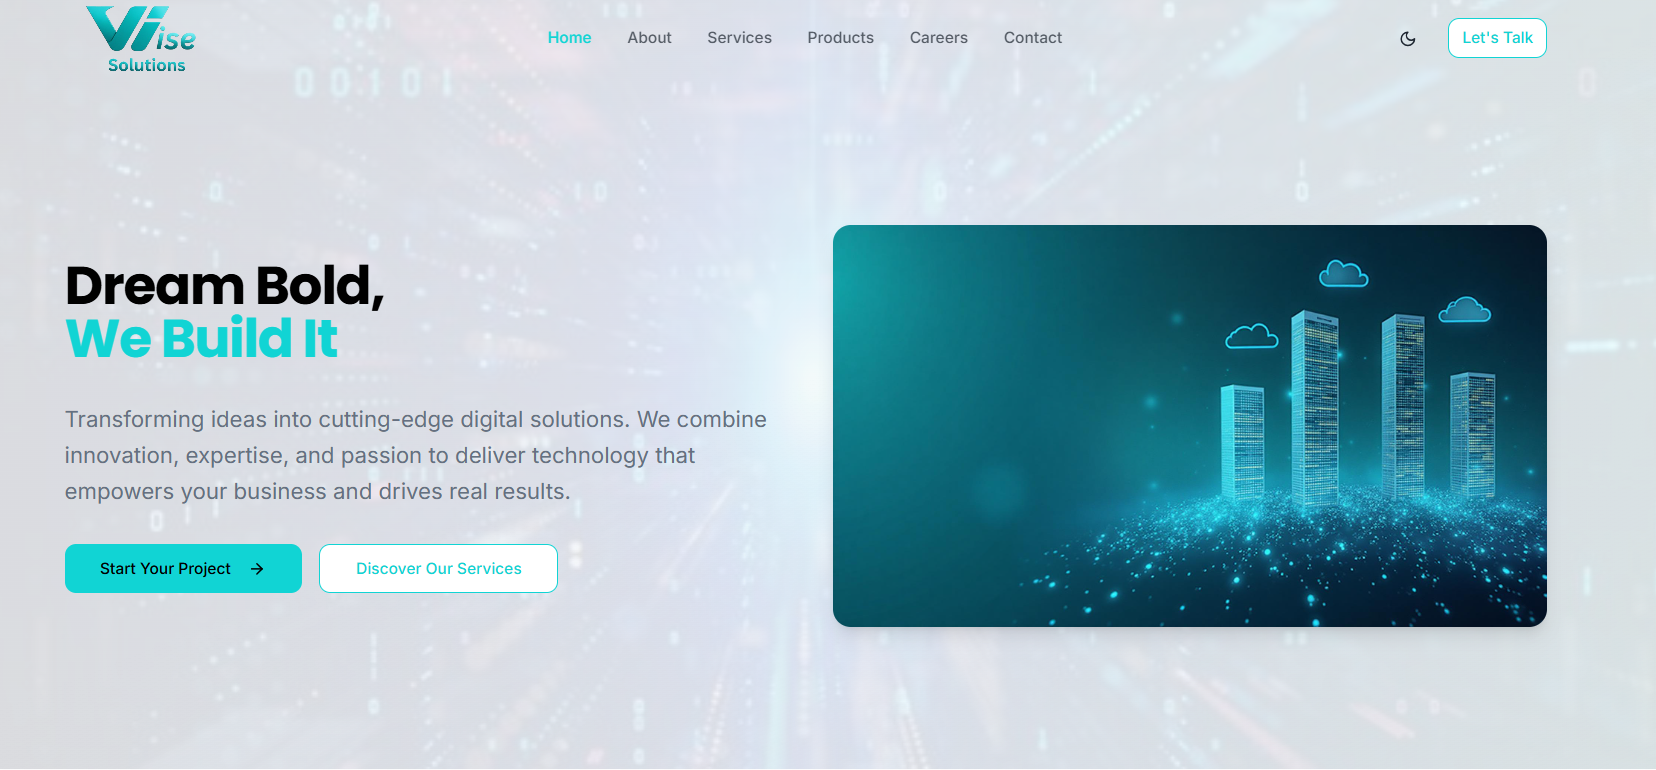 Viise
Solutions
Home About Services Products Careers Contact
Let's Talk
Dream Bold,
We Build It
Transforming ideas into cutting-edge digital solutions. We combine
innovation, expertise, and passion to deliver technology that
empowers your business and drives real results.
Start Your Project →
Discover Our Services